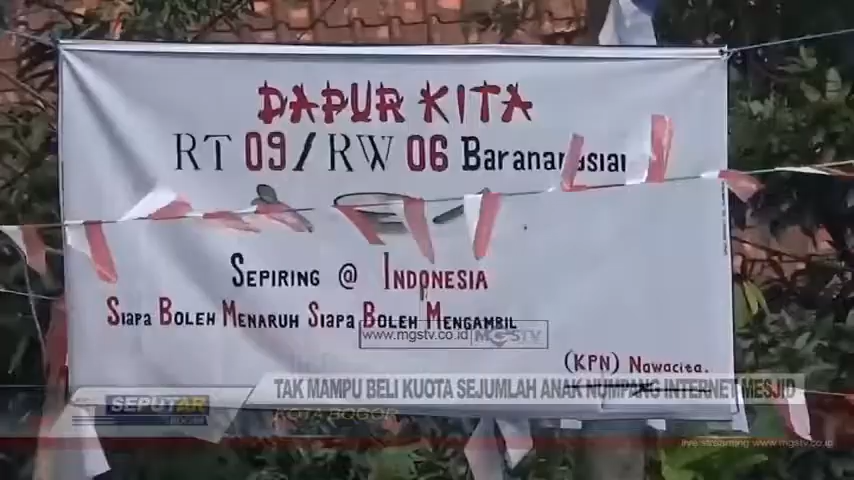 DAPUR KITA
RT 09/RW 06
SEPIRING @ INDONESIA
SIAPA BOLEH MENARUH SIAPA BOLEH MENGAMBIL
www.mgstv.co.id MGSTV
(KPN) Nawacita.
TAK MAMPU BELI KUOTA SEJUMLAH ANAK NUMPANG INTERNET MESJID
SEPUTAR
BOGOR
KOTA BOGOR
live streaming www.mgstv.co.id